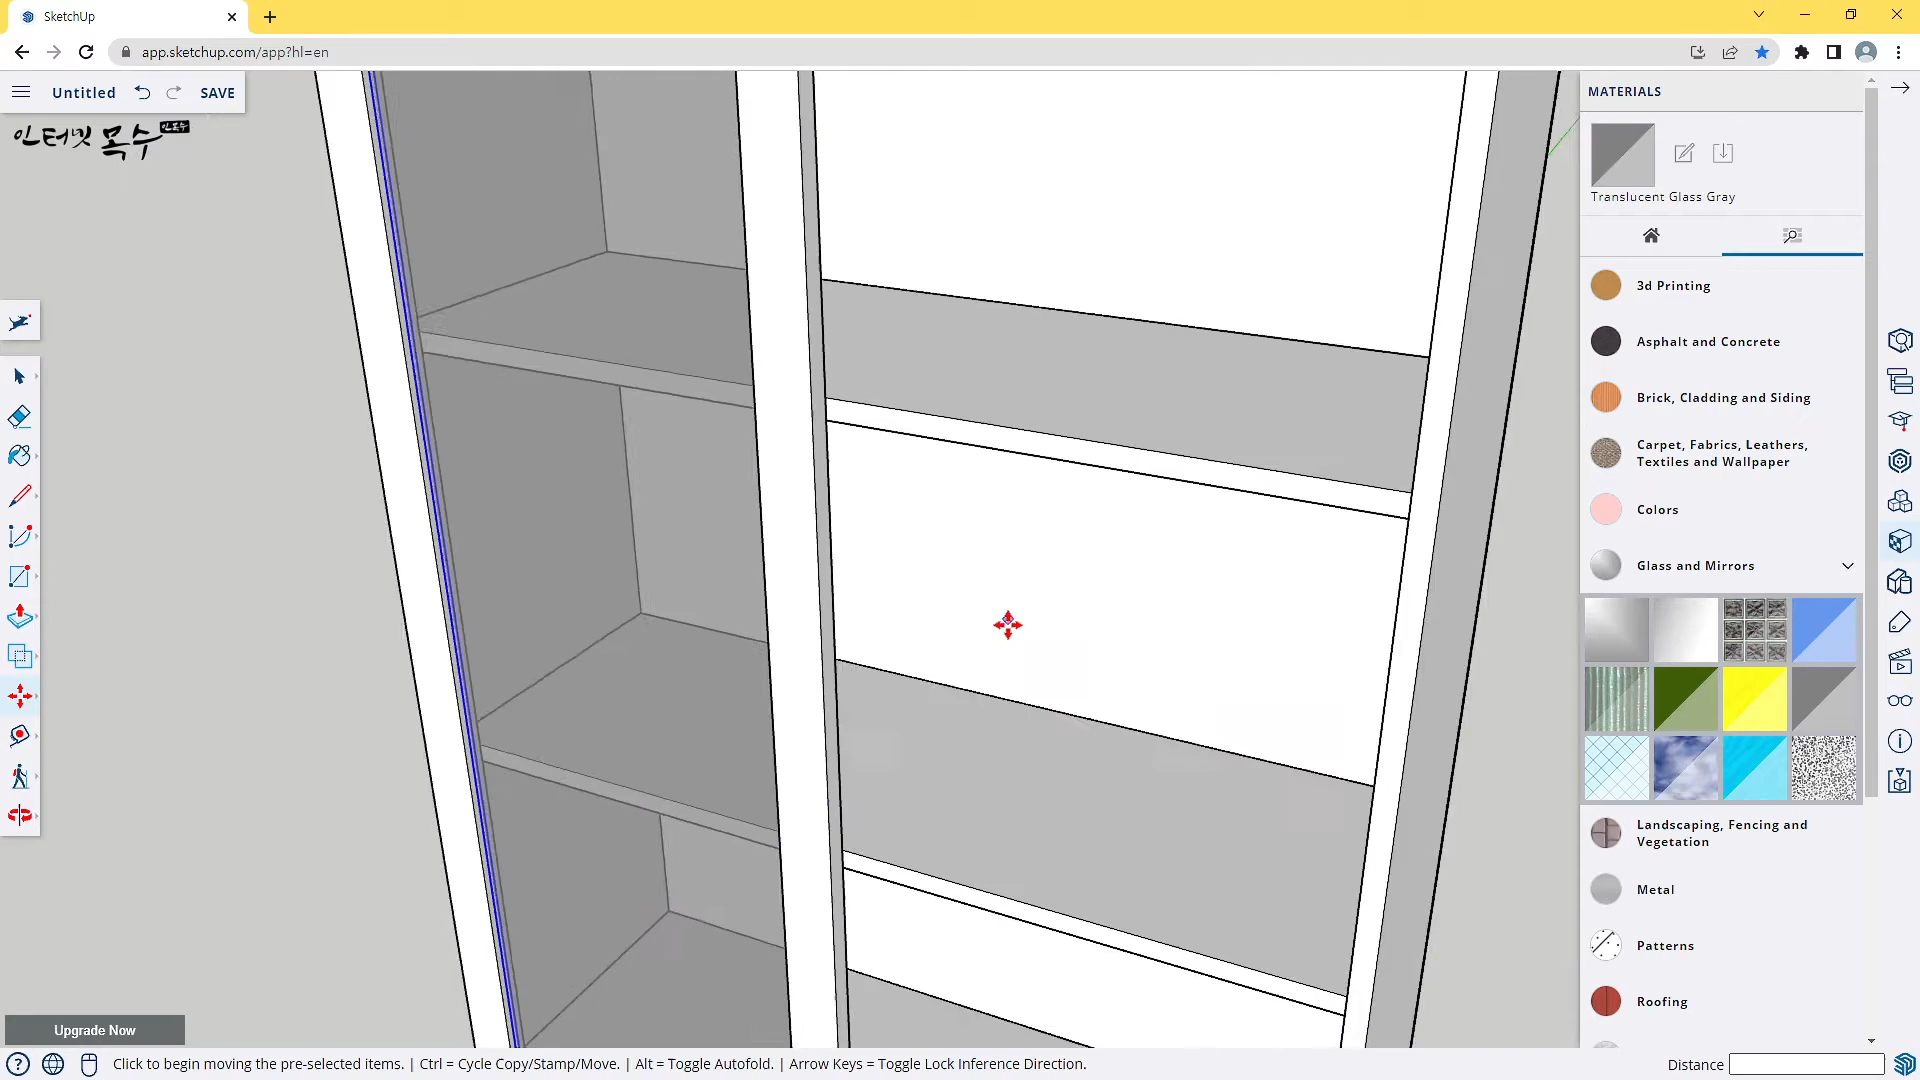 SketchUp
app.sketchup.com/app?hl=en
Untitled
SAVE
인터넷 목수
MATERIALS
Translucent Glass Gray
3d Printing
Asphalt and Concrete
Brick, Cladding and Siding
Carpet, Fabrics, Leathers,
Textiles and Wallpaper
Colors
Glass and Mirrors
Landscaping, Fencing and
Vegetation
Metal
Patterns
Roofing
Upgrade Now
Click to begin moving the pre-selected items. | Ctrl = Cycle Copy/Stamp/Move. | Alt = Toggle Autofold. | Arrow Keys = Toggle Lock Inference Direction.
Distance